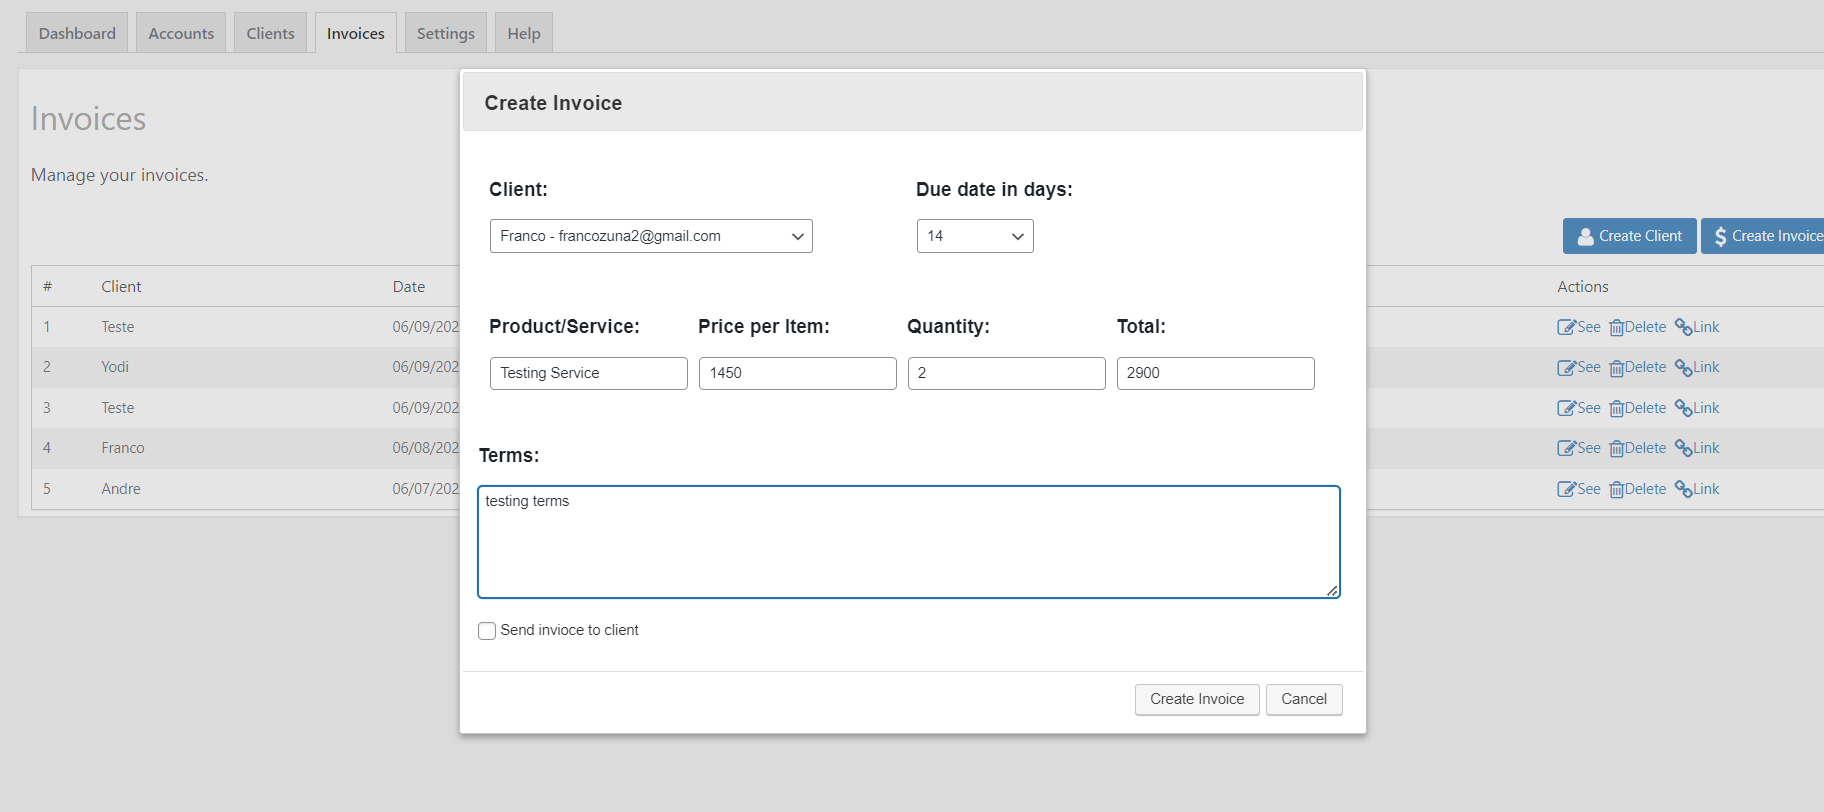 Dashboard Accounts Clients Invoices Settings Help
Invoices
Manage your invoices.
Create Client Create Invoice
# Client Date Actions
1 Teste 06/09/202 See Delete Link
2 Yodi 06/09/202 See Delete Link
3 Teste 06/09/202 See Delete Link
4 Franco 06/08/202 See Delete Link
5 Andre 06/07/202 See Delete Link
Create Invoice
Client: Due date in days:
Franco - francozuna2@gmail.com 14
Product/Service: Price per Item: Quantity: Total:
Testing Service 1450 2 2900
Terms:
testing terms
Send invioce to client
Create Invoice Cancel